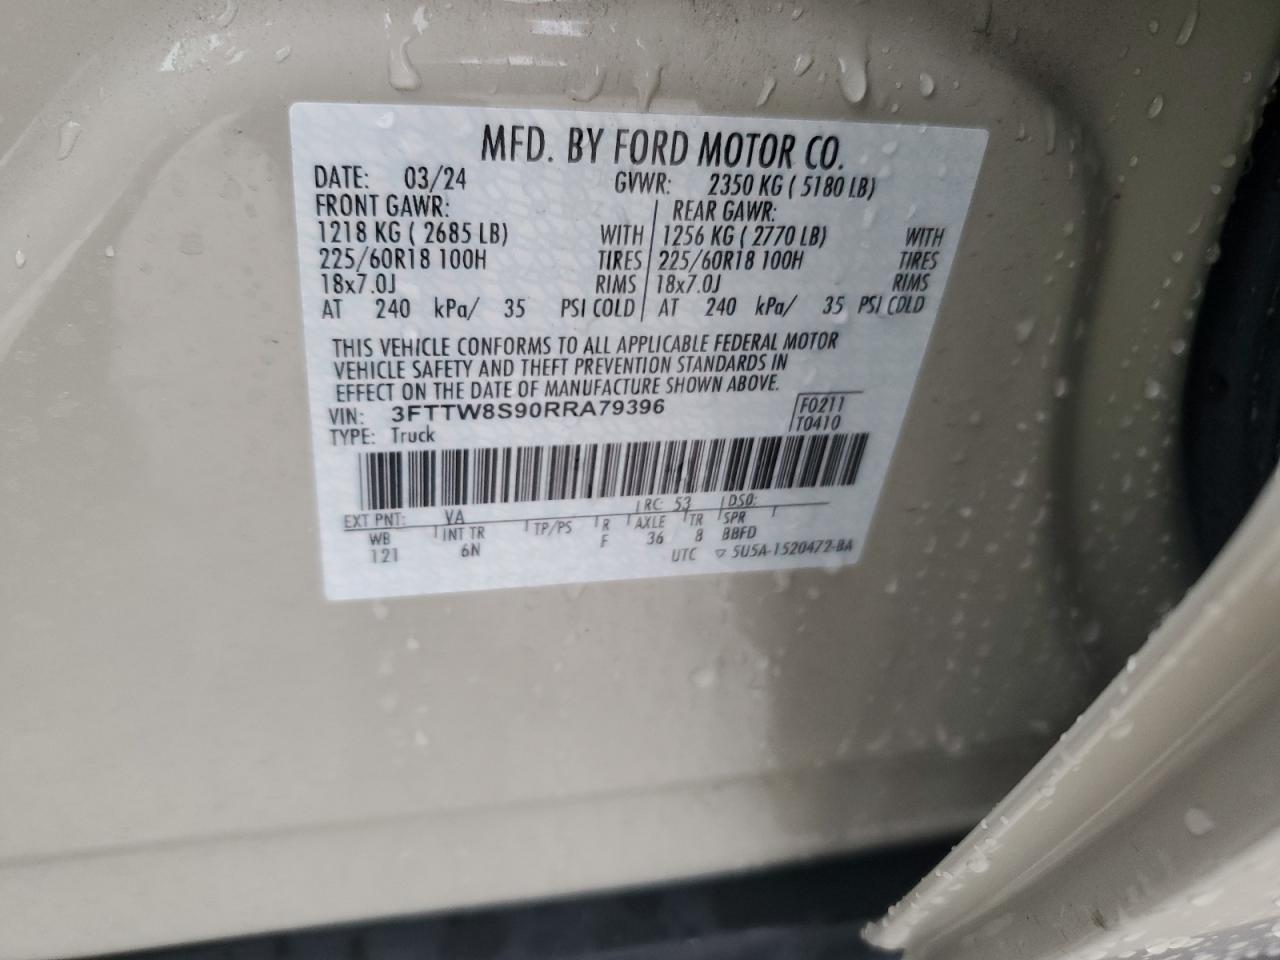 MFD. BY FORD MOTOR CO.
DATE: 03/24 GVWR: 2350 KG ( 5180 LB)
FRONT GAWR: REAR GAWR:
1218 KG ( 2685 LB) WITH 1256 KG ( 2770 LB) WITH
225/60R18 100H TIRES 225/60R18 100H TIRES
18x7.0J RIMS 18x7.0J RIMS
AT 240 kPa/ 35 PSI COLD AT 240 kPa/ 35 PSI COLD
THIS VEHICLE CONFORMS TO ALL APPLICABLE FEDERAL MOTOR
VEHICLE SAFETY AND THEFT PREVENTION STANDARDS IN
EFFECT ON THE DATE OF MANUFACTURE SHOWN ABOVE.
VIN: 3FTTW8S90RRA79396 F0211
TYPE: Truck T0410
EXT PNT: VA RC: 53 DSO:
WB INT TR TP/PS R AXLE TR SPR
121 6N F 36 8 BBFD
UTC ▽ 5U5A-1520472-BA